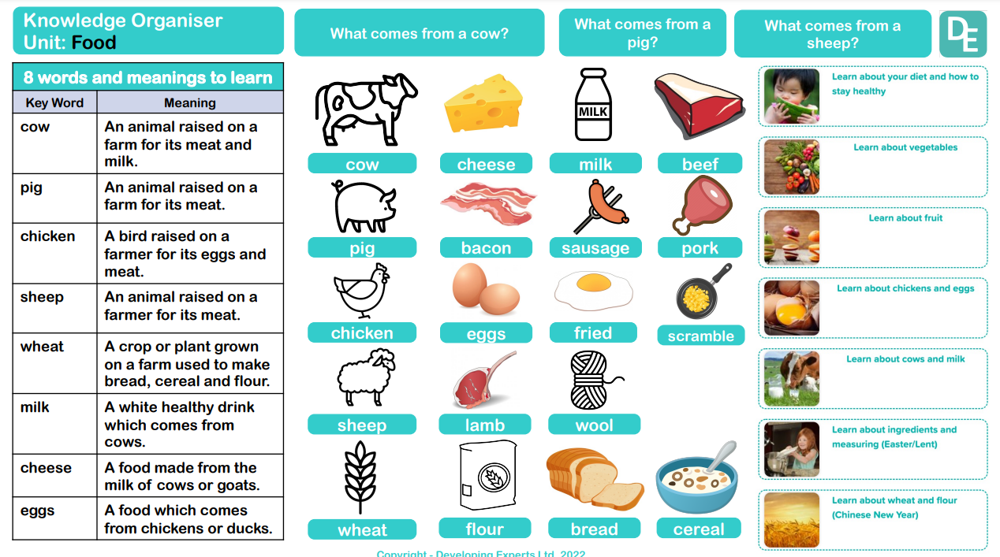 Knowledge Organiser
Unit: Food
What comes from a cow?
What comes from a
pig?
What comes from a
sheep?
DE
8 words and meanings to learn
Key Word
Meaning
cow
An animal raised on a
farm for its meat and
milk.
pig
An animal raised on a
farm for its meat.
chicken
A bird raised on a
farmer for its eggs and
meat.
sheep
An animal raised on a
farmer for its meat.
wheat
A crop or plant grown
on a farm used to make
bread, cereal and flour.
milk
A white healthy drink
which comes from
cows.
cheese
A food made from the
milk of cows or goats.
eggs
A food which comes
from chickens or ducks.
MILK
cow
cheese
milk
beef
pig
bacon
sausage
pork
chicken
eggs
fried
scramble
sheep
lamb
wool
wheat
flour
bread
cereal
Learn about your diet and how to
stay healthy
Learn about vegetables
Learn about fruit
Learn about chickens and eggs
Learn about cows and milk
Learn about ingredients and
measuring (Easter/Lent)
Learn about wheat and flour
(Chinese New Year)
Copyright - Developing Experts Ltd, 2022